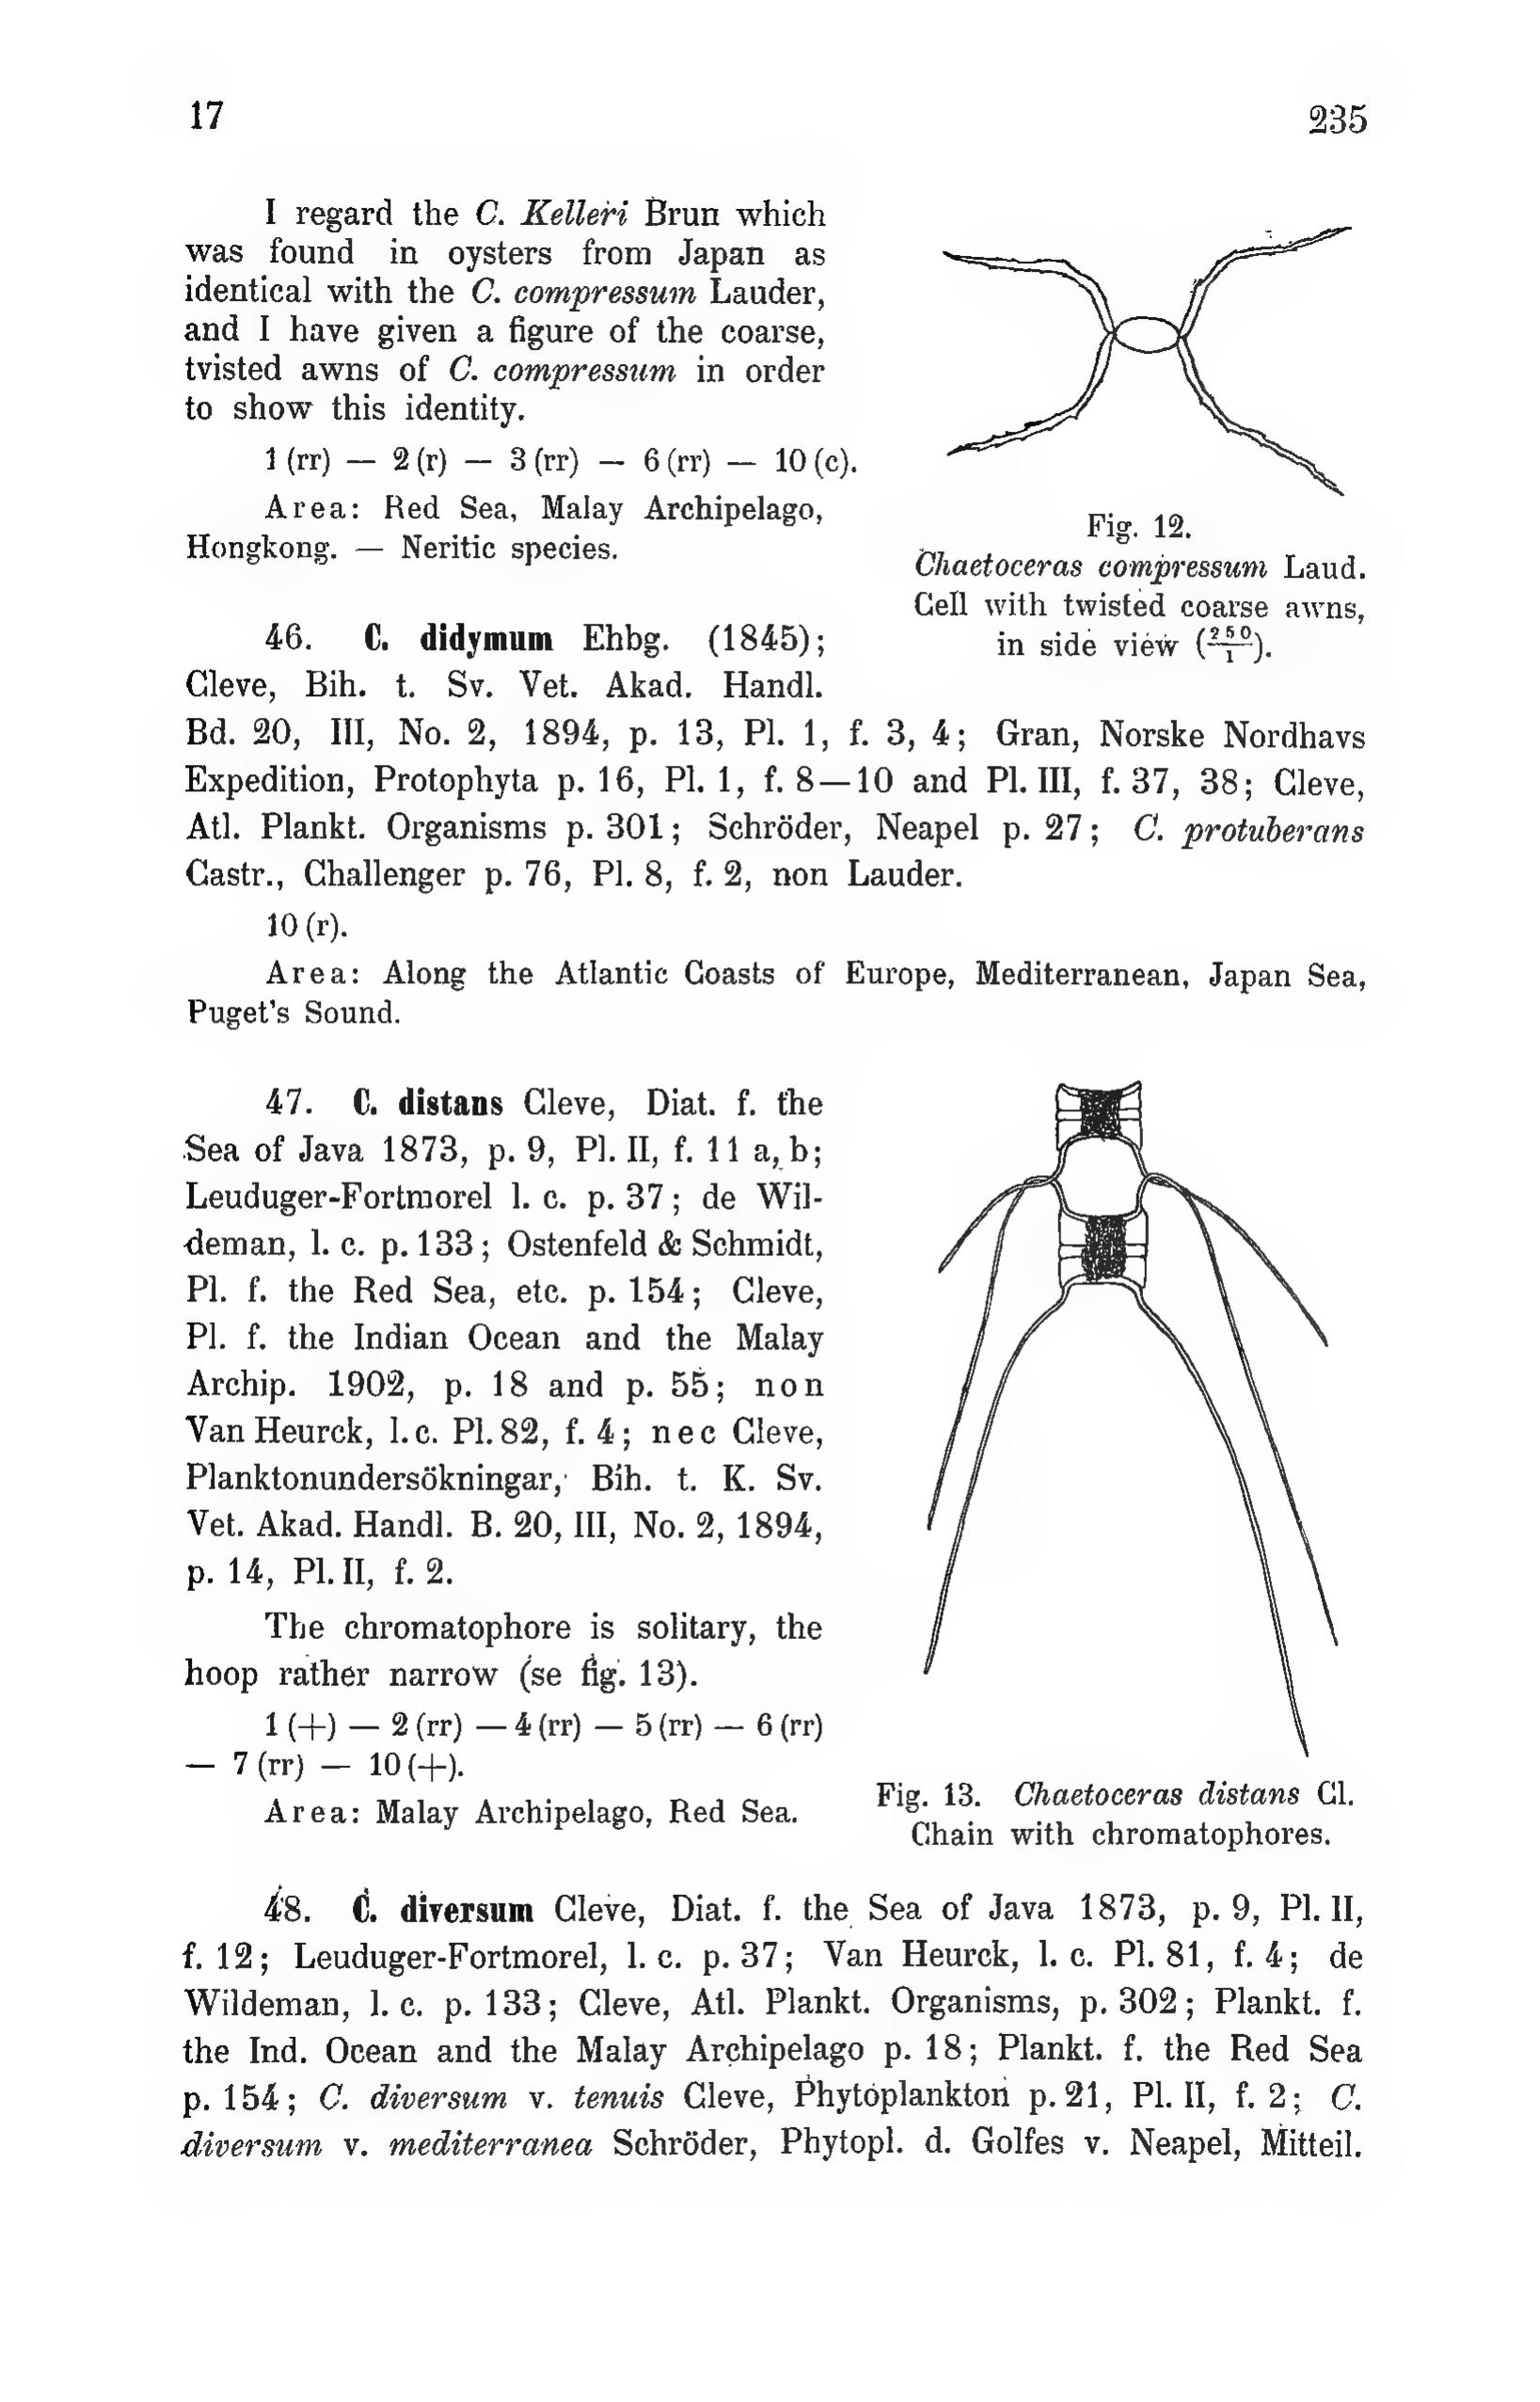 17
235
I regard the C. Kelleri Brun which
was found in oysters from Japan as
identical with the C. compressum Lauder,
and I have given a figure of the coarse,
tvisted awns of C. compressum in order
to show this identity.
1 (rr) — 2 (r) — 3 (rr) — 6 (rr) — 10 (c).
Area: Red Sea, Malay Archipelago,
Hongkong. — Neritic species.
Fig. 12.
Chaetoceras compressum Laud.
Cell with twisted coarse awns,
in side view (250/1).
46. C. didymum Ehbg. (1845);
Cleve, Bih. t. Sv. Vet. Akad. Handl.
Bd. 20, III, No. 2, 1894, p. 13, Pl. 1, f. 3, 4; Gran, Norske Nordhavs
Expedition, Protophyta p. 16, Pl. 1, f. 8—10 and Pl. III, f. 37, 38; Cleve,
Atl. Plankt. Organisms p. 301; Schröder, Neapel p. 27; C. protuberans
Castr., Challenger p. 76, Pl. 8, f. 2, non Lauder.
10 (r).
Area: Along the Atlantic Coasts of Europe, Mediterranean, Japan Sea,
Puget's Sound.
47. C. distans Cleve, Diat. f. the
Sea of Java 1873, p. 9, Pl. II, f. 11 a, b;
Leuduger-Fortmorel l. c. p. 37; de Wil-
deman, l. c. p. 133; Ostenfeld & Schmidt,
Pl. f. the Red Sea, etc. p. 154; Cleve,
Pl. f. the Indian Ocean and the Malay
Archip. 1902, p. 18 and p. 55; non
Van Heurck, l. c. Pl. 82, f. 4; nec Cleve,
Planktonundersökningar, Bih. t. K. Sv.
Vet. Akad. Handl. B. 20, III, No. 2, 1894,
p. 14, Pl. II, f. 2.
The chromatophore is solitary, the
hoop rather narrow (se fig. 13).
1 (+) — 2 (rr) — 4 (rr) — 5 (rr) — 6 (rr)
— 7 (rr) — 10 (+).
Area: Malay Archipelago, Red Sea.
Fig. 13. Chaetoceras distans Cl.
Chain with chromatophores.
48. C. diversum Cleve, Diat. f. the Sea of Java 1873, p. 9, Pl. II,
f. 12; Leuduger-Fortmorel, l. c. p. 37; Van Heurck, l. c. Pl. 81, f. 4; de
Wildeman, l. c. p. 133; Cleve, Atl. Plankt. Organisms, p. 302; Plankt. f.
the Ind. Ocean and the Malay Archipelago p. 18; Plankt. f. the Red Sea
p. 154; C. diversum v. tenuis Cleve, Phytoplankton p. 21, Pl. II, f. 2; C.
diversum v. mediterranea Schröder, Phytopl. d. Golfes v. Neapel, Mitteil.